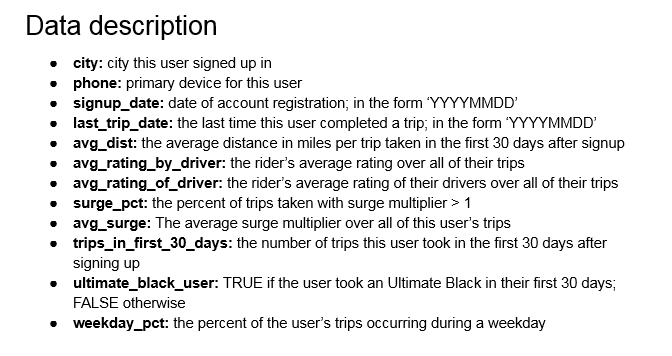 Data description
● city: city this user signed up in
● phone: primary device for this user
● signup_date: date of account registration; in the form ‘YYYYMMDD’
● last_trip_date: the last time this user completed a trip; in the form ‘YYYYMMDD’
● avg_dist: the average distance in miles per trip taken in the first 30 days after signup
● avg_rating_by_driver: the rider’s average rating over all of their trips
● avg_rating_of_driver: the rider’s average rating of their drivers over all of their trips
● surge_pct: the percent of trips taken with surge multiplier > 1
● avg_surge: The average surge multiplier over all of this user’s trips
● trips_in_first_30_days: the number of trips this user took in the first 30 days after
signing up
● ultimate_black_user: TRUE if the user took an Ultimate Black in their first 30 days;
FALSE otherwise
● weekday_pct: the percent of the user’s trips occurring during a weekday